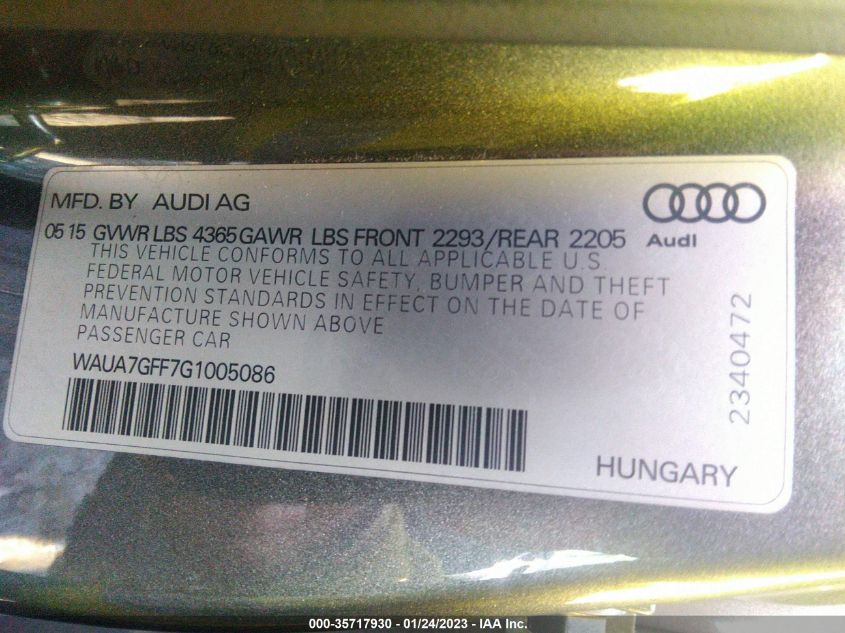 MFD. BY AUDI AG
05 15 GVWR LBS 4365 GAWR LBS FRONT 2293/REAR 2205
Audi
THIS VEHICLE CONFORMS TO ALL APPLICABLE U.S.
FEDERAL MOTOR VEHICLE SAFETY, BUMPER AND THEFT
PREVENTION STANDARDS IN EFFECT ON THE DATE OF
MANUFACTURE SHOWN ABOVE
PASSENGER CAR
WAUA7GFF7G1005086
2340472
HUNGARY
000-35717930 - 01/24/2023 - IAA Inc.